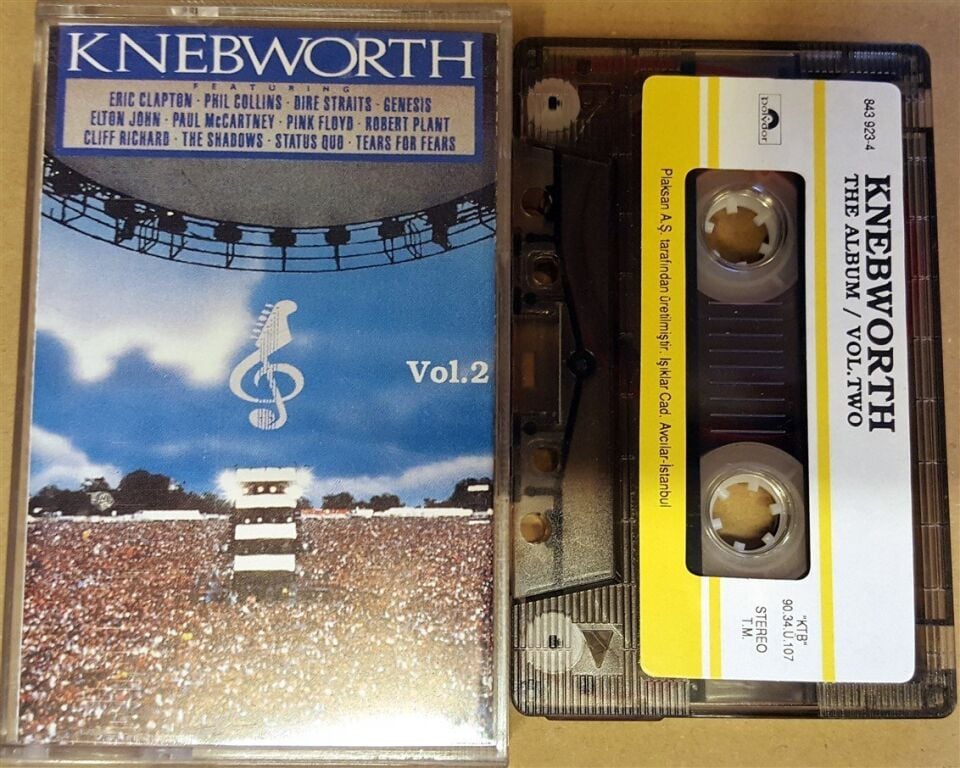 KNEBWORTH
FEATURING
ERIC CLAPTON · PHIL COLLINS · DIRE STRAITS · GENESIS
ELTON JOHN · PAUL McCARTNEY · PINK FLOYD · ROBERT PLANT
CLIFF RICHARD · THE SHADOWS · STATUS QUO · TEARS FOR FEARS
Vol.2
polydor
843 923-4
KNEBWORTH
THE ALBUM / VOL.TWO
Plaksan A.Ş. tarafından üretilmiştir. Işıklar Cad. Avcılar-İstanbul
"KTB"
90.34.Ü.107
STEREO
T.M.